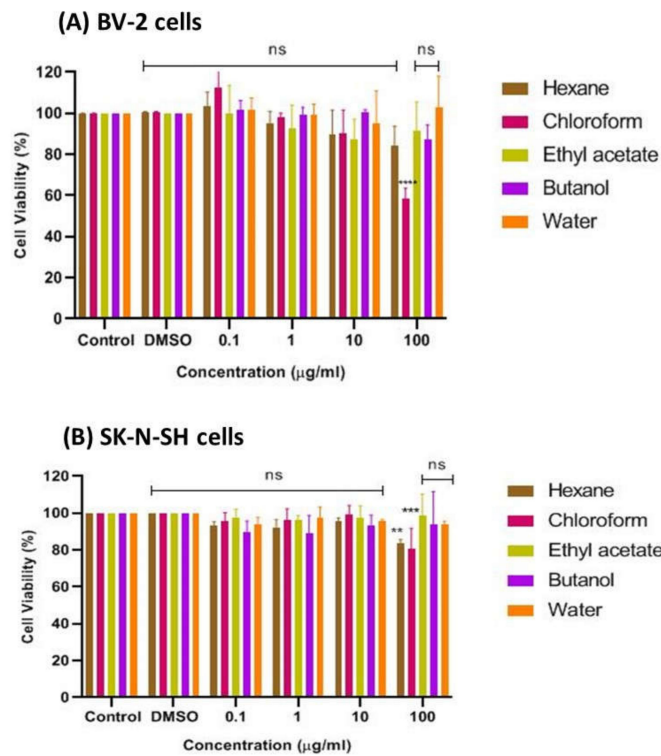 (A) BV-2 cells
ns
ns
120
100
80
60
40
20
0
Cell Viability (%)
****
Control DMSO 0.1 1 10 100
Concentration (µg/ml)
Hexane
Chloroform
Ethyl acetate
Butanol
Water
(B) SK-N-SH cells
ns
ns
120
100
80
60
40
20
0
Cell Viability (%)
**
***
Control DMSO 0.1 1 10 100
Concentration (µg/ml)
Hexane
Chloroform
Ethyl acetate
Butanol
Water